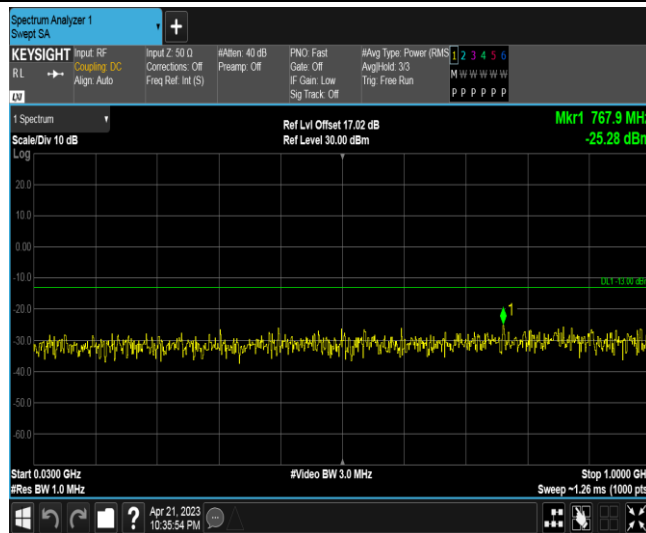 Spectrum Analyzer 1
Swept SA
+
KEYSIGHT
RL
LXI
Input: RF
Coupling: DC
Align: Auto
Input Z: 50 Ω
Corrections: Off
Freq Ref: Int (S)
#Atten: 40 dB
Preamp: Off
PNO: Fast
Gate: Off
IF Gain: Low
Sig Track: Off
#Avg Type: Power (RMS
Avg|Hold: 3/3
Trig: Free Run
1 2 3 4 5 6
M W W W W W
P P P P P P
1 Spectrum
Scale/Div 10 dB
Log
Ref Lvl Offset 17.02 dB
Ref Level 30.00 dBm
Mkr1 767.9 MHz
-25.28 dBm
20.0
10.0
0.00
-10.0
DL1 -13.00 dBm
-20.0
1
-30.0
-40.0
-50.0
-60.0
Start 0.0300 GHz
#Res BW 1.0 MHz
#Video BW 3.0 MHz
Stop 1.0000 GHz
Sweep ~1.26 ms (1000 pts)
?
Apr 21, 2023
10:35:54 PM